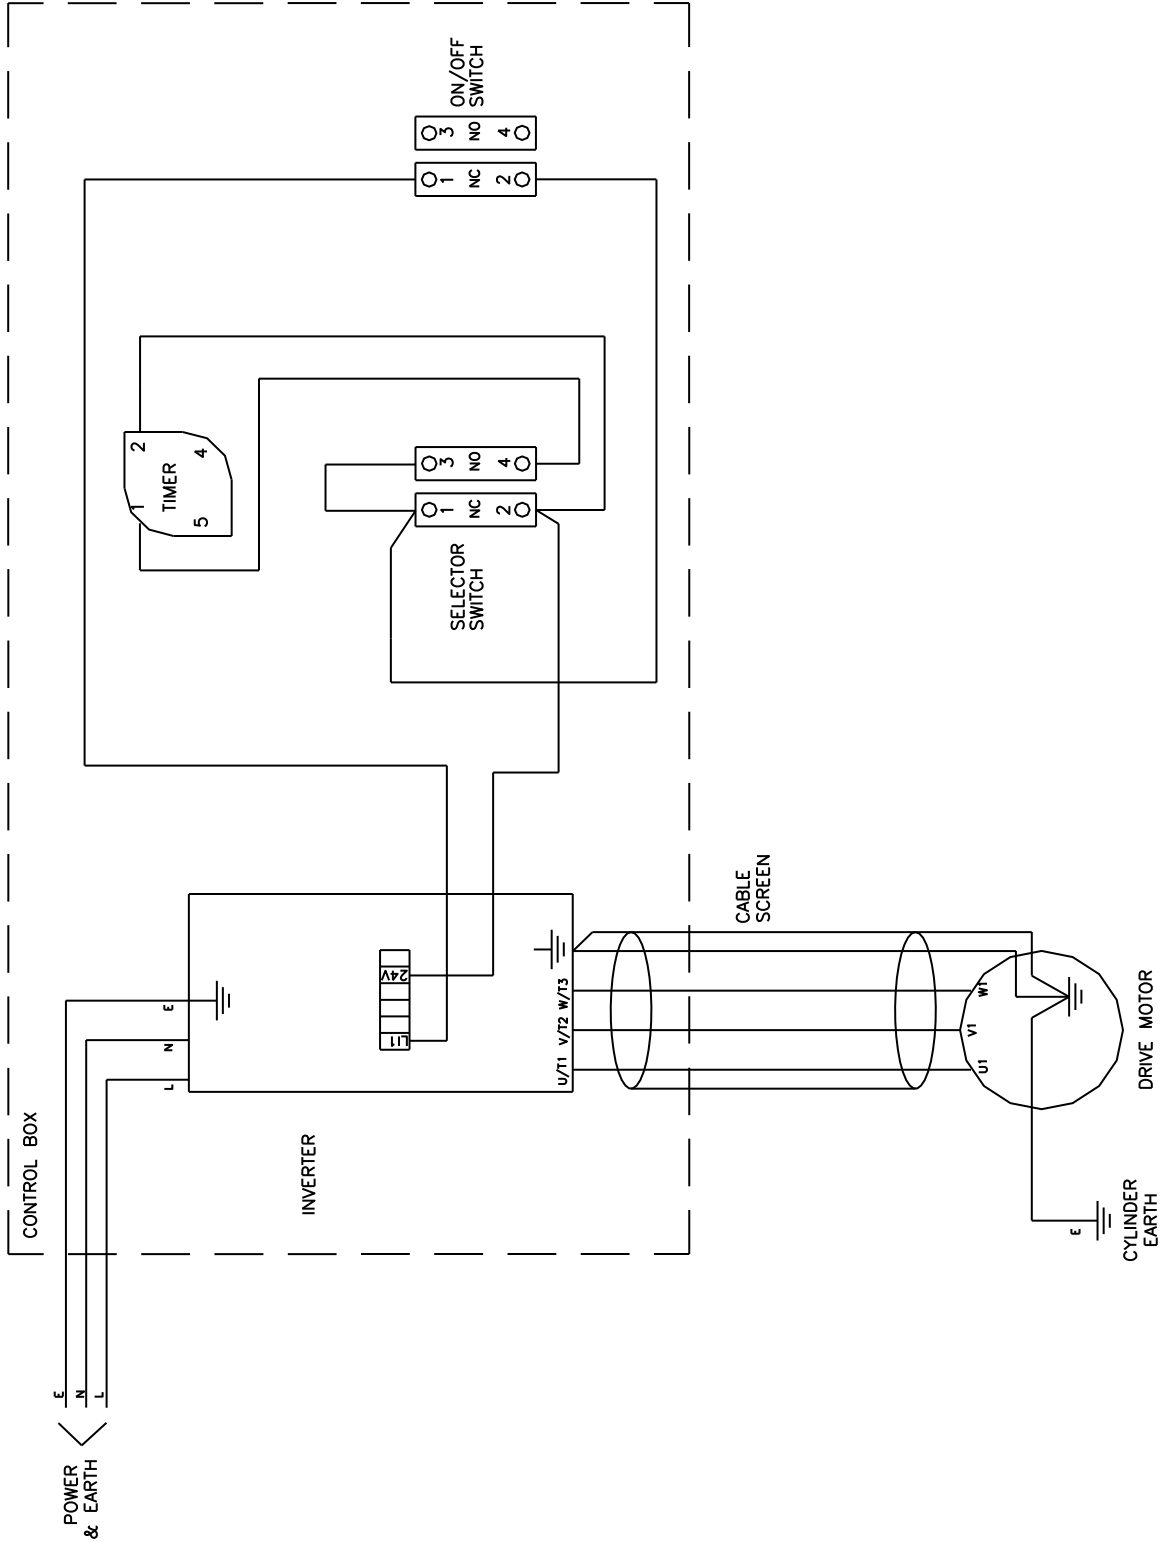 POWER
& EARTH
E
N
L
CONTROL BOX
INVERTER
E
N
L
LI1
24V
U/T1
V/T2
W/T3
TIMER
1
2
4
5
SELECTOR
SWITCH
1
NC
2
3
NO
4
ON/OFF
SWITCH
1
NC
2
3
NO
4
CABLE
SCREEN
U1
V1
W1
DRIVE MOTOR
E
CYLINDER
EARTH